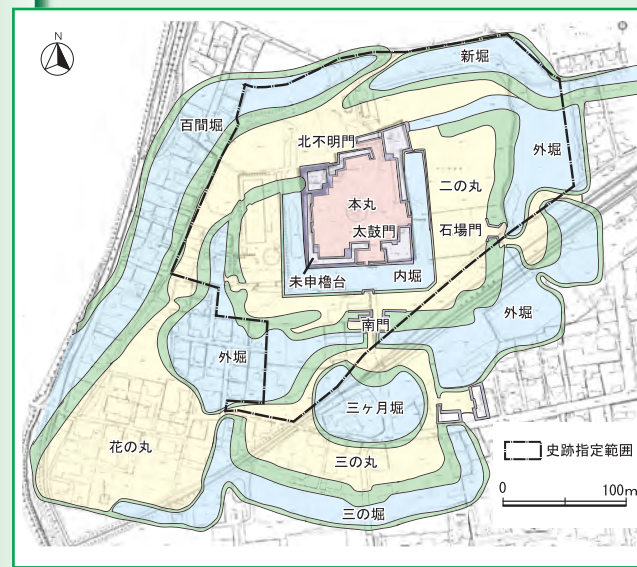 N
新堀
百間堀
外堀
北不明門
二の丸
本丸
太鼓門
石場門
未申櫓台
内堀
外堀
南門
外堀
三ヶ月堀
花の丸
三の丸
史跡指定範囲
0 100m
三の堀